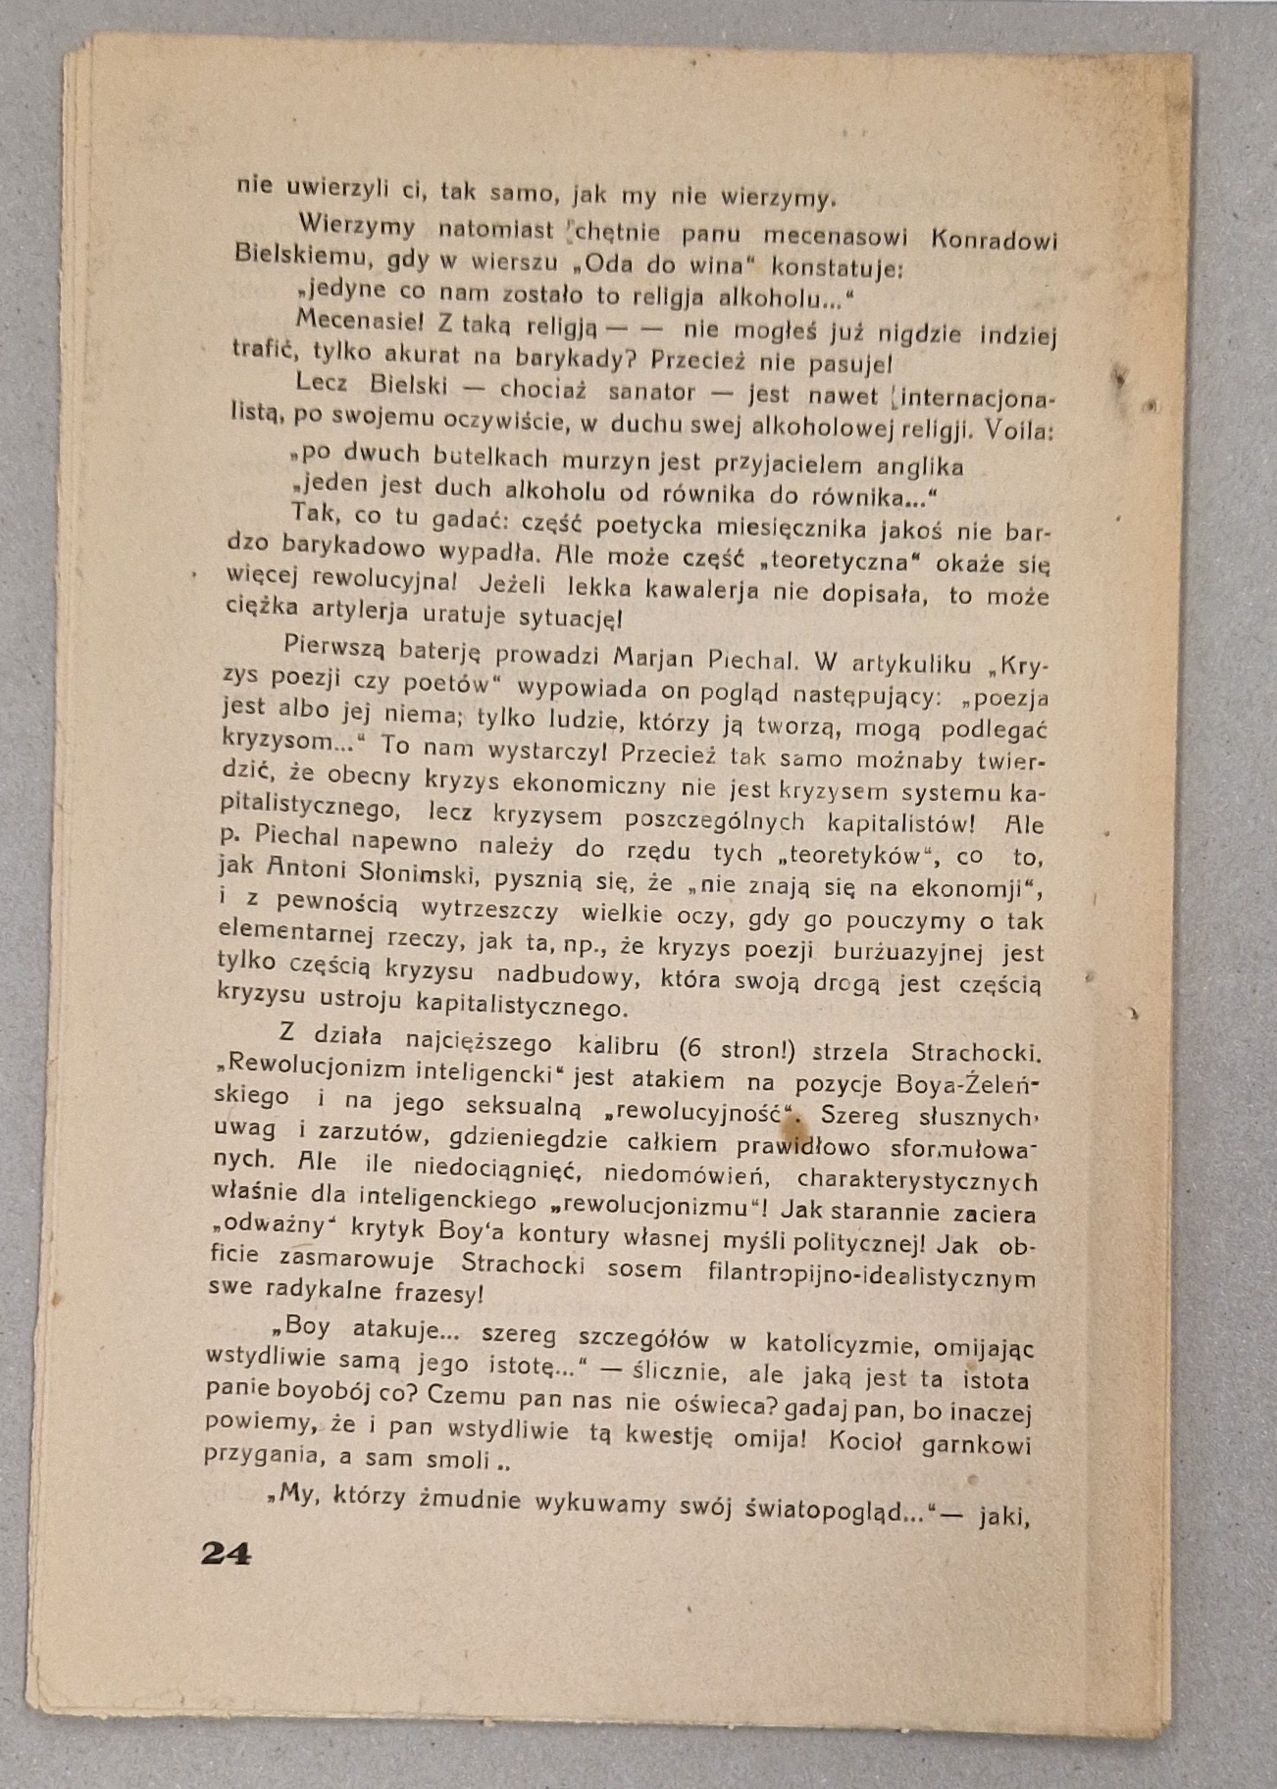 nie uwierzyli ci, tak samo, jak my nie wierzymy.
Wierzymy natomiast chętnie panu mecenasowi Konradowi
Bielskiemu, gdy w wierszu „Oda do wina“ konstatuje:
„jedyne co nam zostało to religja alkoholu...“
Mecenasie! Z taką religją — — nie mogłeś już nigdzie indziej
trafić, tylko akurat na barykady? Przecież nie pasuje!
Lecz Bielski — chociaż sanator — jest nawet internacjona-
listą, po swojemu oczywiście, w duchu swej alkoholowej religji. Voila:
„po dwuch butelkach murzyn jest przyjacielem anglika
„jeden jest duch alkoholu od równika do równika...“
Tak, co tu gadać: część poetycka miesięcznika jakoś nie bar-
dzo barykadowo wypadła. Ale może część „teoretyczna“ okaże się
więcej rewolucyjna! Jeżeli lekka kawalerja nie dopisała, to może
ciężka artylerja uratuje sytuację!
Pierwszą baterję prowadzi Marjan Piechal. W artykuliku „Kry-
zys poezji czy poetów“ wypowiada on pogląd następujący: „poezja
jest albo jej niema; tylko ludzie, którzy ją tworzą, mogą podlegać
kryzysom...“ To nam wystarczy! Przecież tak samo możnaby twier-
dzić, że obecny kryzys ekonomiczny nie jest kryzysem systemu ka-
pitalistycznego, lecz kryzysem poszczególnych kapitalistów! Ale
p. Piechal napewno należy do rzędu tych „teoretyków“, co to,
jak Antoni Słonimski, pysznią się, że „nie znają się na ekonomji“,
i z pewnością wytrzeszczy wielkie oczy, gdy go pouczymy o tak
elementarnej rzeczy, jak ta, np., że kryzys poezji burżuazyjnej jest
tylko częścią kryzysu nadbudowy, która swoją drogą jest częścią
kryzysu ustroju kapitalistycznego.
Z działa najcięższego kalibru (6 stron!) strzela Strachocki.
„Rewolucjonizm inteligencki“ jest atakiem na pozycje Boya-Żeleń-
skiego i na jego seksualną „rewolucyjność“. Szereg słusznych,
uwag i zarzutów, gdzieniegdzie całkiem prawidłowo sformułowa-
nych. Ale ile niedociągnięć, niedomówień, charakterystycznych
właśnie dla inteligenckiego „rewolucjonizmu“! Jak starannie zaciera
„odważny“ krytyk Boy‘a kontury własnej myśli politycznej! Jak ob-
ficie zasmarowuje Strachocki sosem filantropijno-idealistycznym
swe radykalne frazesy!
„Boy atakuje... szereg szczegółów w katolicyzmie, omijając
wstydliwie samą jego istotę...“ — ślicznie, ale jaką jest ta istota
panie boyobój co? Czemu pan nas nie oświeca? gadaj pan, bo inaczej
powiemy, że i pan wstydliwie tą kwestję omija! Kocioł garnkowi
przygania, a sam smoli ..
„My, którzy żmudnie wykuwamy swój światopogląd...“ — jaki,
24